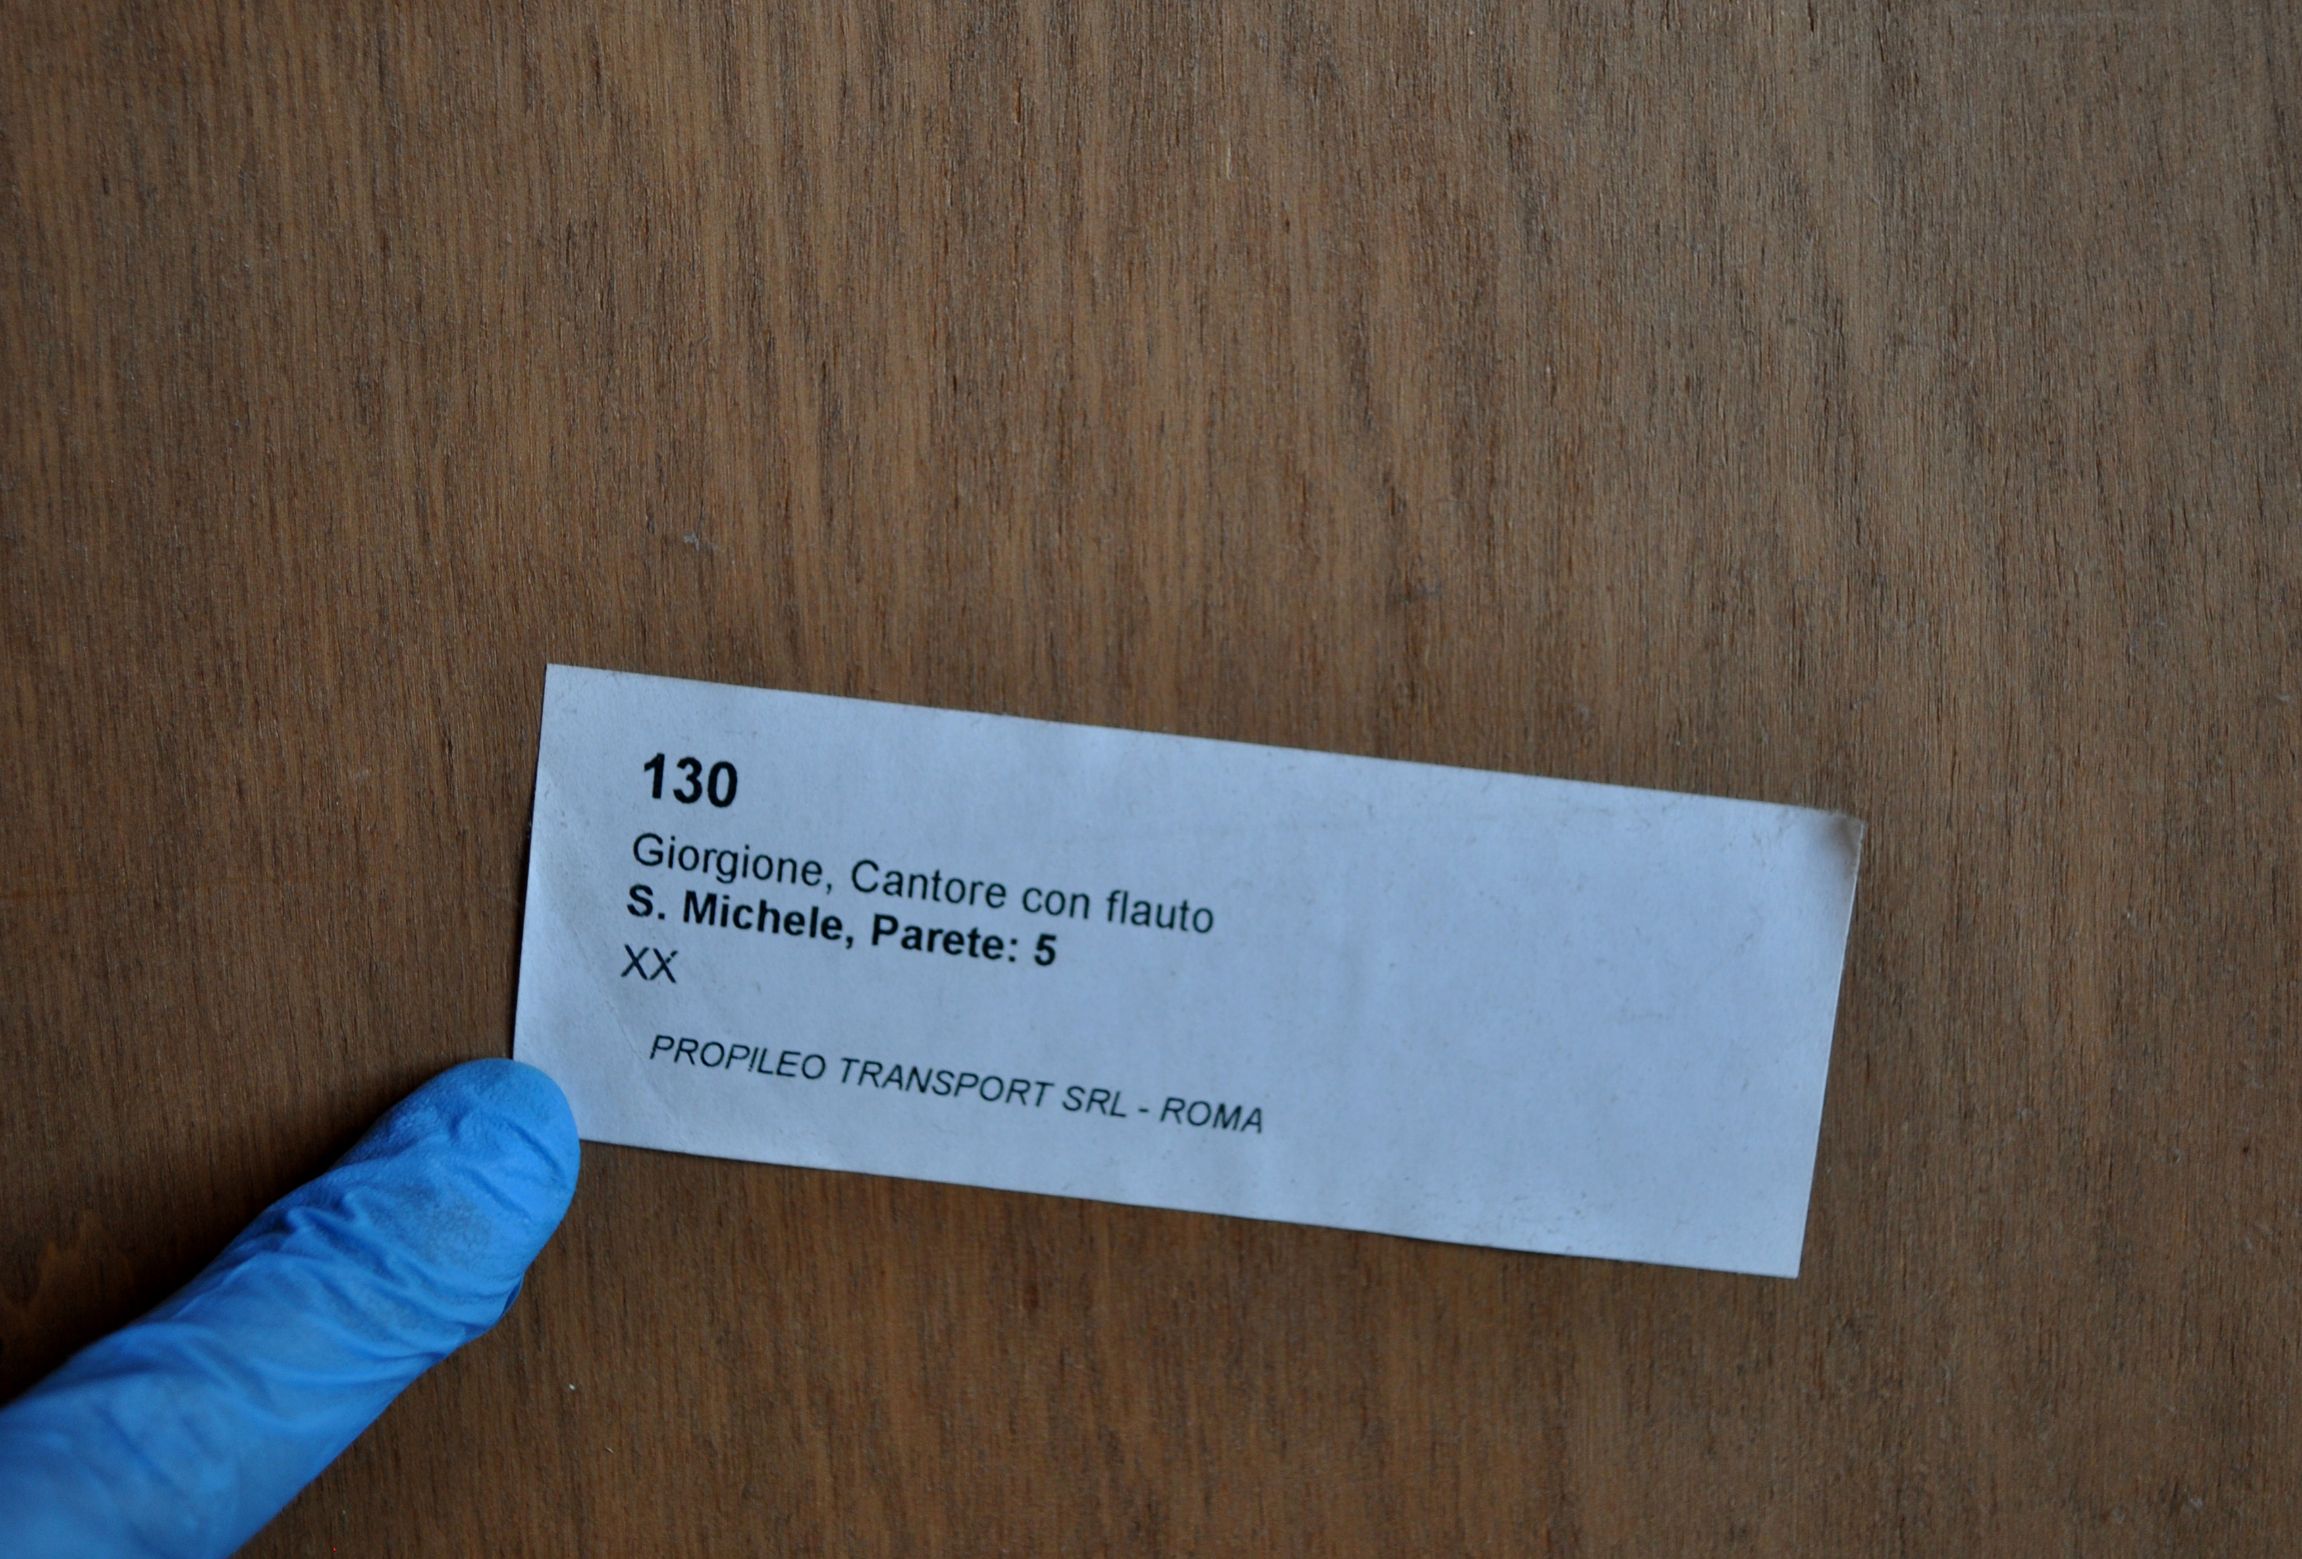 130
Giorgione, Cantore con flauto
S. Michele, Parete: 5
XX
PROPILEO TRANSPORT SRL - ROMA